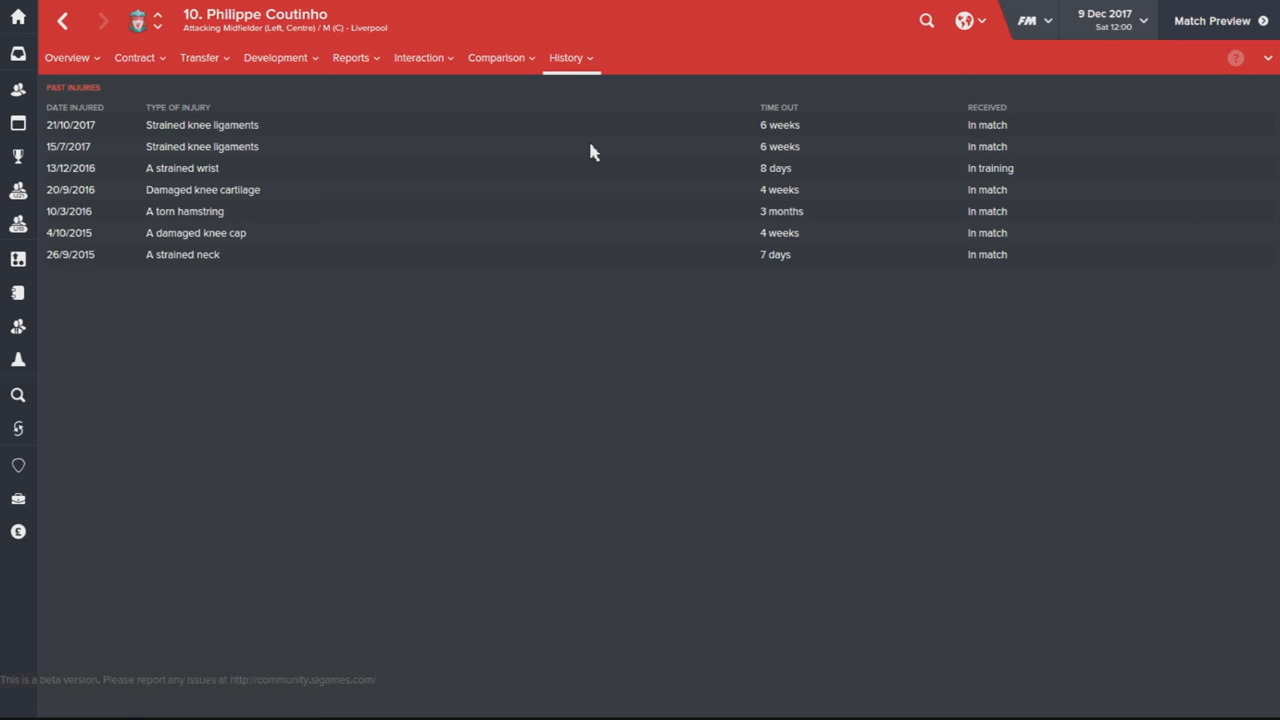 10. Philippe Coutinho
Attacking Midfielder (Left, Centre) / M (C) - Liverpool
FM
9 Dec 2017
Sat 12:00
Match Preview
Overview Contract Transfer Development Reports Interaction Comparison History
?
PAST INJURIES
DATE INJURED TYPE OF INJURY TIME OUT RECEIVED
21/10/2017 Strained knee ligaments 6 weeks In match
15/7/2017 Strained knee ligaments 6 weeks In match
13/12/2016 A strained wrist 8 days In training
20/9/2016 Damaged knee cartilage 4 weeks In match
10/3/2016 A torn hamstring 3 months In match
4/10/2015 A damaged knee cap 4 weeks In match
26/9/2015 A strained neck 7 days In match
U21
U18
£
This is a beta version. Please report any issues at http://community.sigames.com/